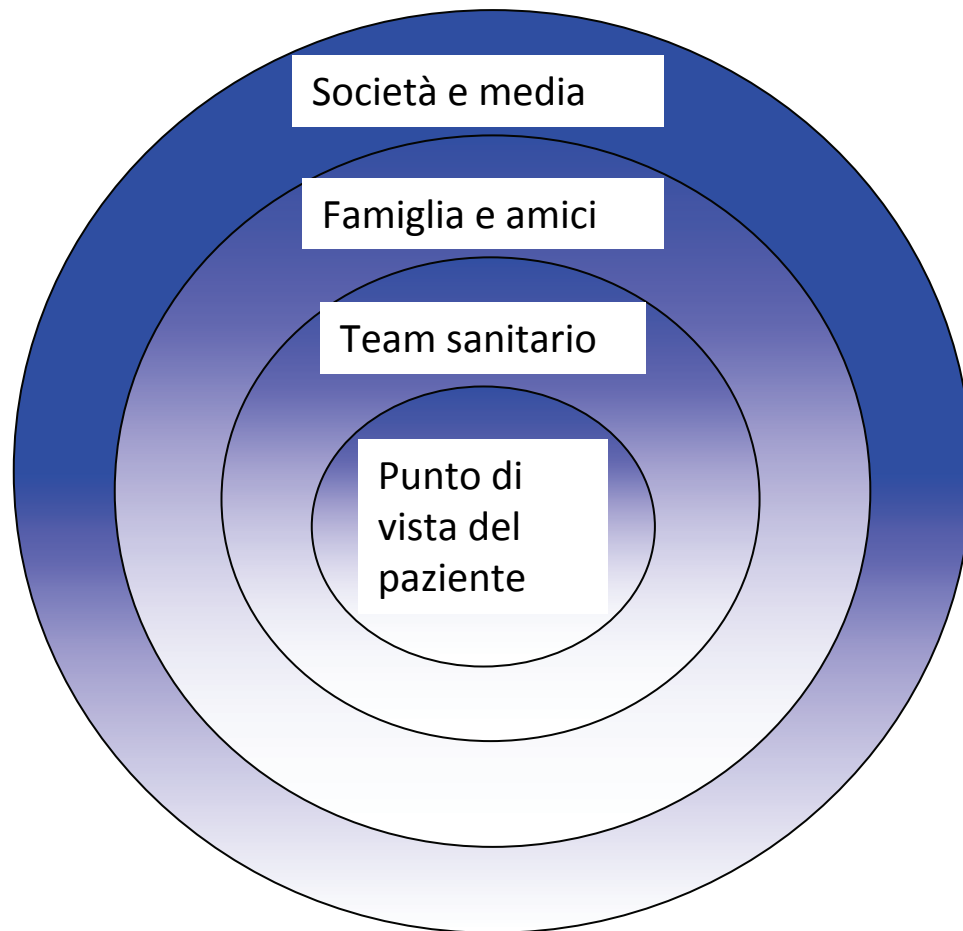 Società e media
Famiglia e amici
Team sanitario
Punto di
vista del
paziente